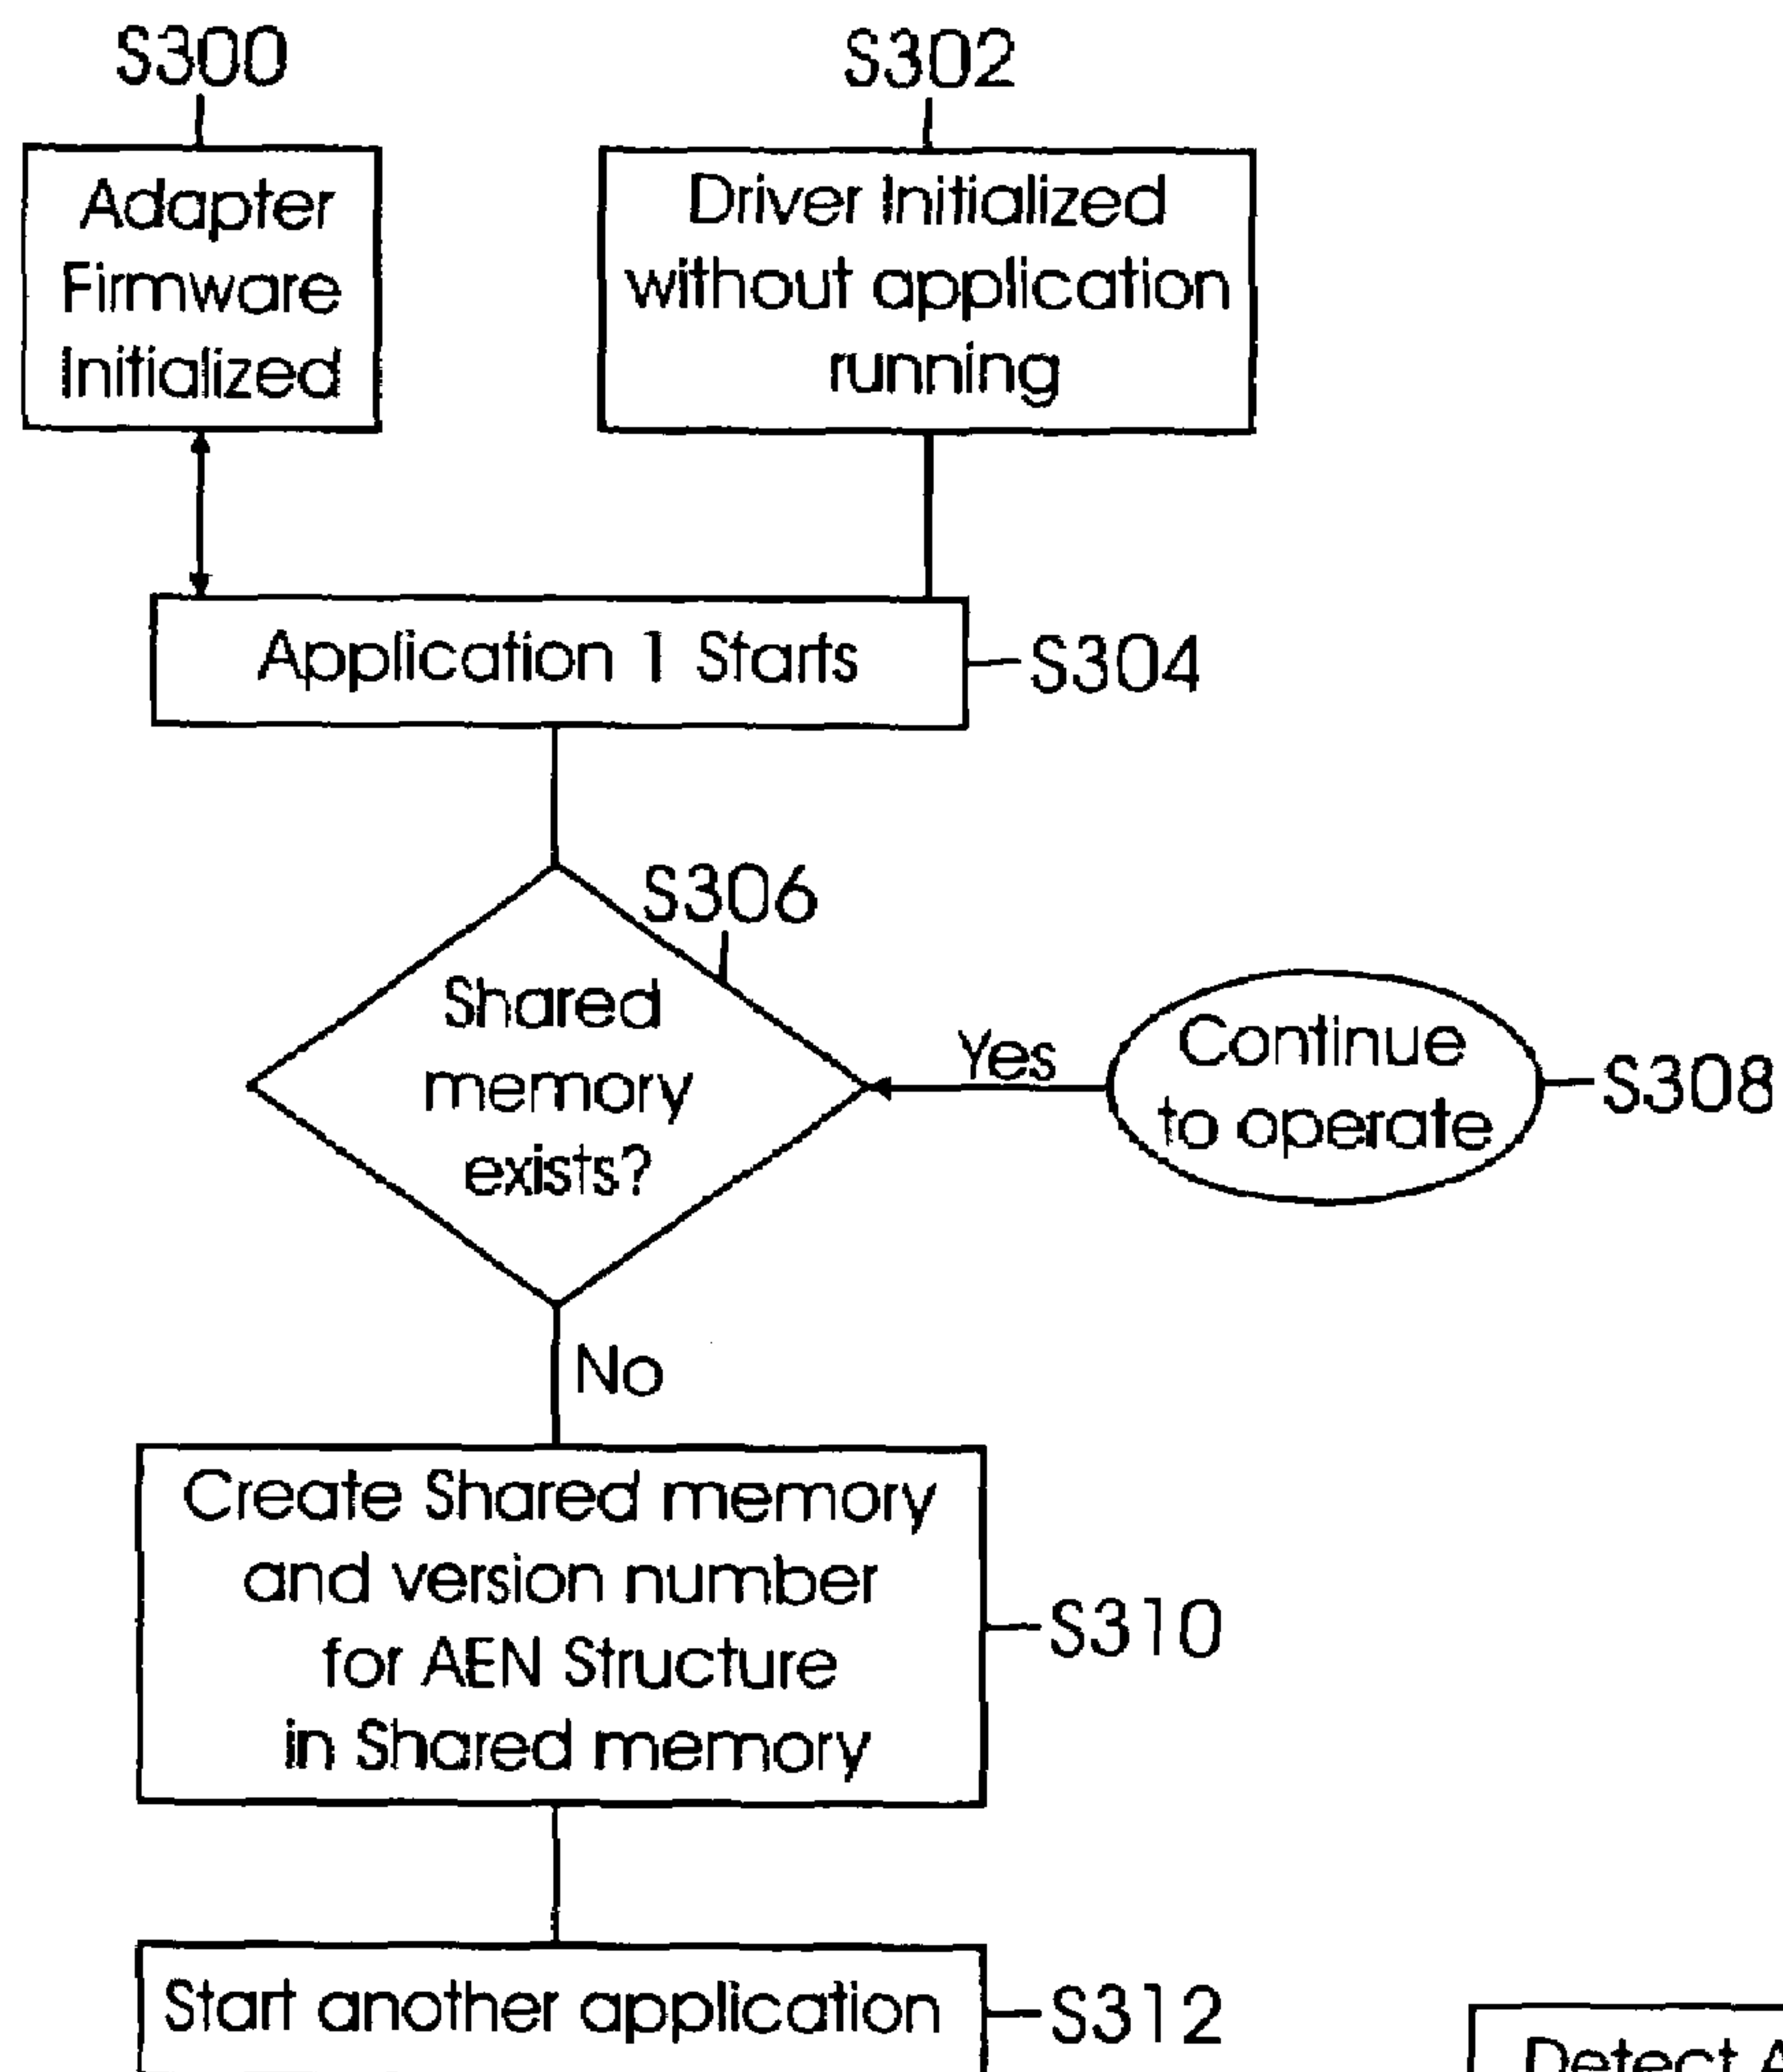 S300
S302
Adapter
Firmware
Initialized
Driver Initialized
without application
running
Application 1 Starts
S304
S306
Shared
memory
exists?
Yes
Continue
to operate
S308
No
Create Shared memory
and version number
for AEN Structure
in Shared memory
S310
Start another application
S312
Detect